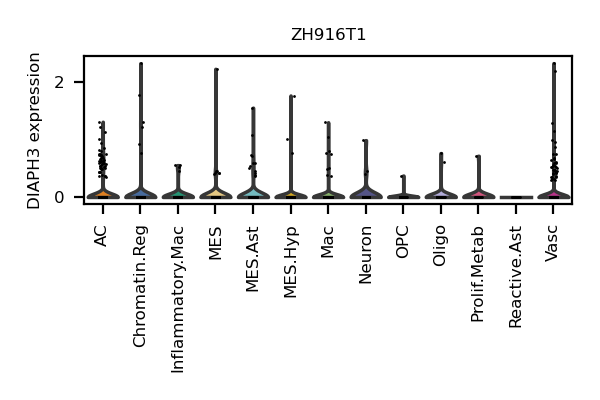 ZH916T1
DIAPH3 expression
2
0
AC
Chromatin.Reg
Inflammatory.Mac
MES
MES.Ast
MES.Hyp
Mac
Neuron
OPC
Oligo
Prolif.Metab
Reactive.Ast
Vasc